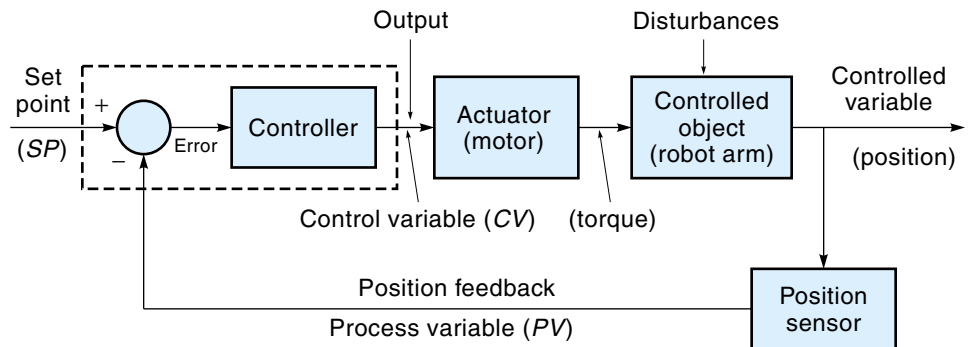 Output
Disturbances
Set
point
+
(SP)
−
Error
Controller
Actuator
(motor)
Controlled
object
(robot arm)
Controlled
variable
(position)
Control variable (CV)
(torque)
Position feedback
Process variable (PV)
Position
sensor